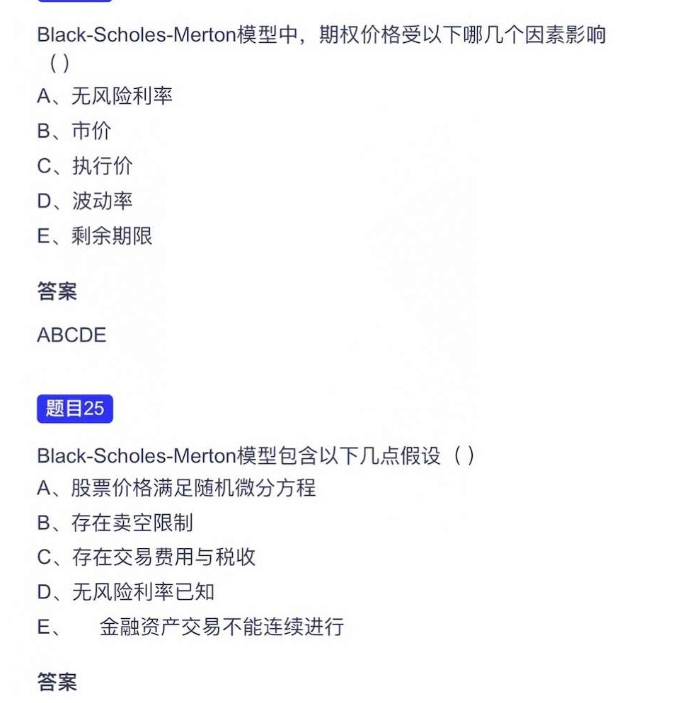 Black-Scholes-Merton模型中，期权价格受以下哪几个因素影响
（ ）
A、无风险利率
B、市价
C、执行价
D、波动率
E、剩余期限
答案
ABCDE
题目25
Black-Scholes-Merton模型包含以下几点假设（ ）
A、股票价格满足随机微分方程
B、存在卖空限制
C、存在交易费用与税收
D、无风险利率已知
E、 金融资产交易不能连续进行
答案